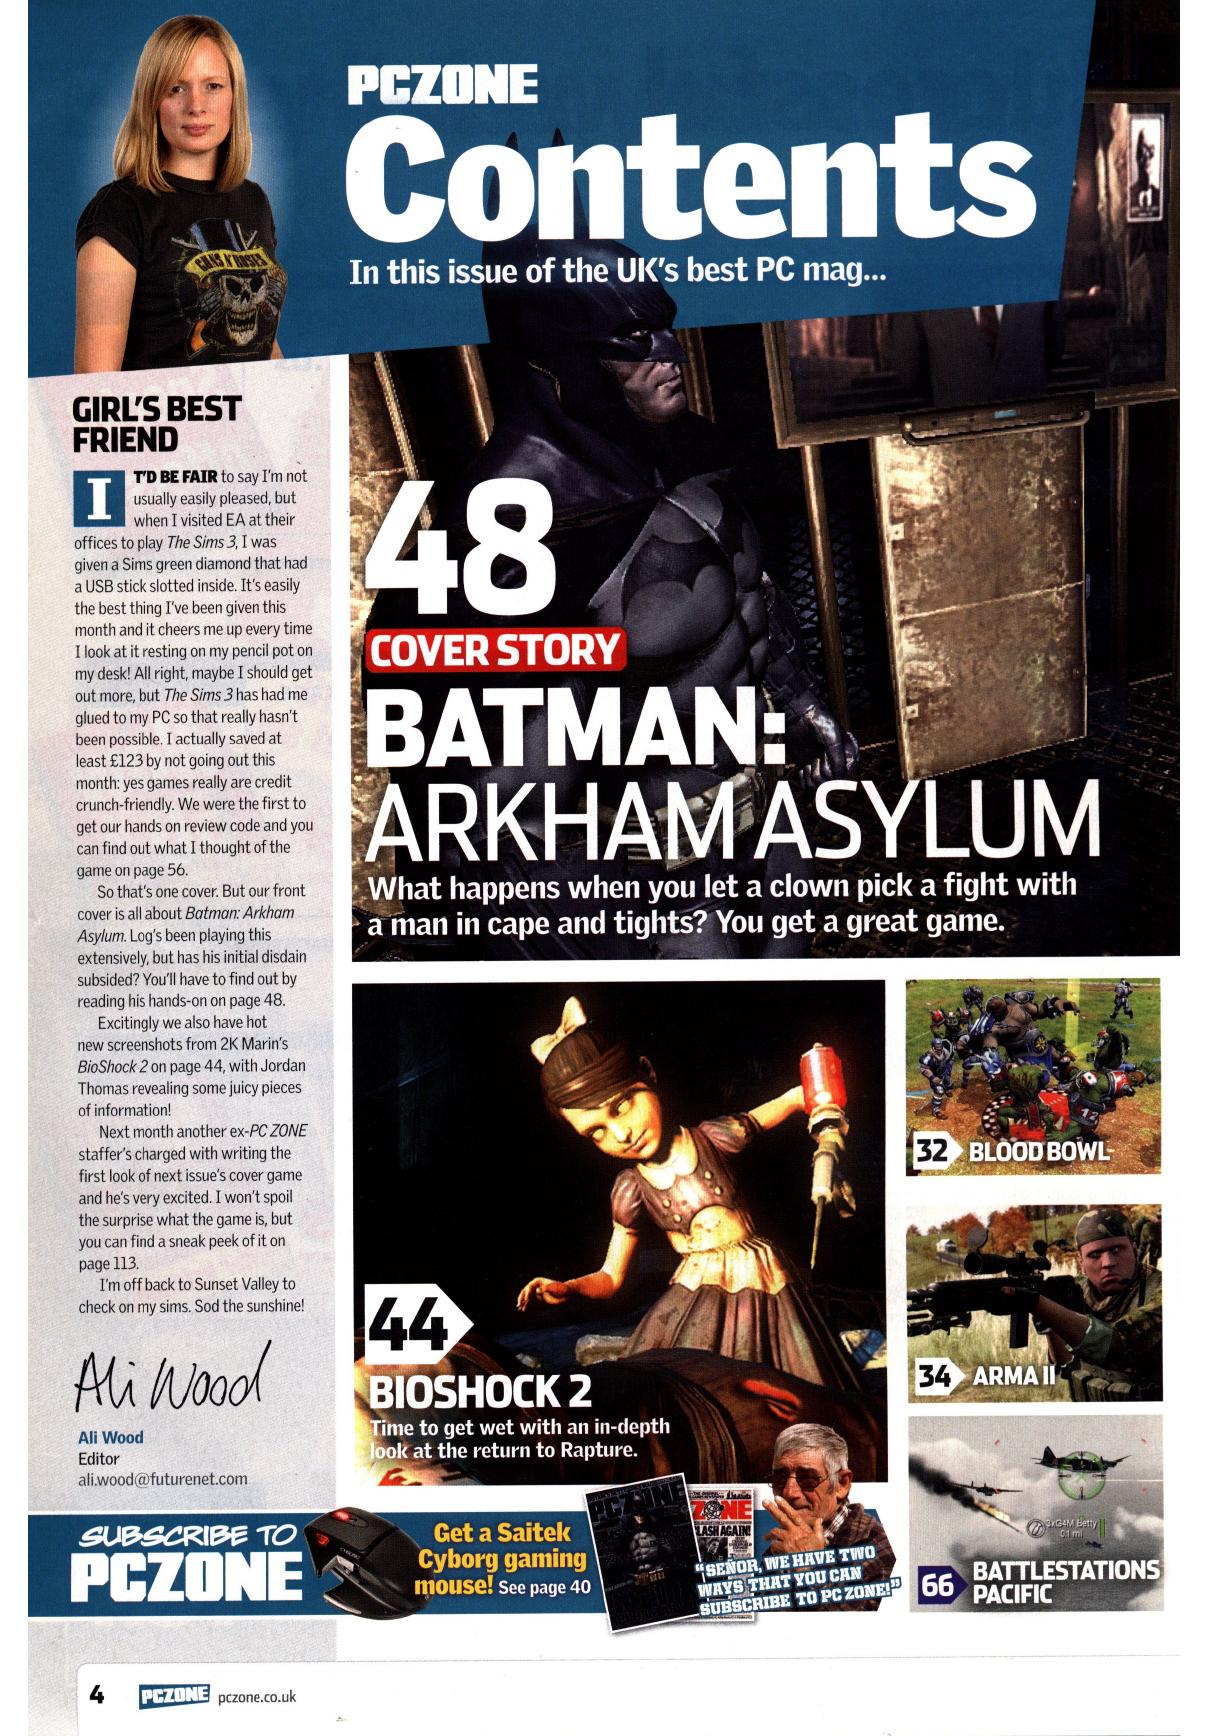 PCZONE
Contents
In this issue of the UK's best PC mag...
GUNS N' ROSES
GIRL'S BEST
FRIEND
IT'D BE FAIR to say I'm not
usually easily pleased, but
when I visited EA at their
offices to play The Sims 3, I was
given a Sims green diamond that had
a USB stick slotted inside. It's easily
the best thing I've been given this
month and it cheers me up every time
I look at it resting on my pencil pot on
my desk! All right, maybe I should get
out more, but The Sims 3 has had me
glued to my PC so that really hasn't
been possible. I actually saved at
least £123 by not going out this
month: yes games really are credit
crunch-friendly. We were the first to
get our hands on review code and you
can find out what I thought of the
game on page 56.
So that's one cover. But our front
cover is all about Batman: Arkham
Asylum. Log's been playing this
extensively, but has his initial disdain
subsided? You'll have to find out by
reading his hands-on on page 48.
Excitingly we also have hot
new screenshots from 2K Marin's
BioShock 2 on page 44, with Jordan
Thomas revealing some juicy pieces
of information!
Next month another ex-PC ZONE
staffer's charged with writing the
first look of next issue's cover game
and he's very excited. I won't spoil
the surprise what the game is, but
you can find a sneak peek of it on
page 113.
I'm off back to Sunset Valley to
check on my sims. Sod the sunshine!
Ali Wood
Ali Wood
Editor
ali.wood@futurenet.com
48
COVER STORY
BATMAN:
ARKHAM ASYLUM
What happens when you let a clown pick a fight with
a man in cape and tights? You get a great game.
44
BIOSHOCK 2
Time to get wet with an in-depth
look at the return to Rapture.
12
32 BLOOD BOWL
34 ARMA II
3xG4M Betty
0.1 mi
66 BATTLESTATIONS
PACIFIC
SUBSCRIBE TO
PCZONE
Get a Saitek
Cyborg gaming
mouse! See page 40
PCZONE
ZONE
LASH AGAIN!
"SEÑOR, WE HAVE TWO
WAYS THAT YOU CAN
SUBSCRIBE TO PC ZONE!"
4 PCZONE pczone.co.uk